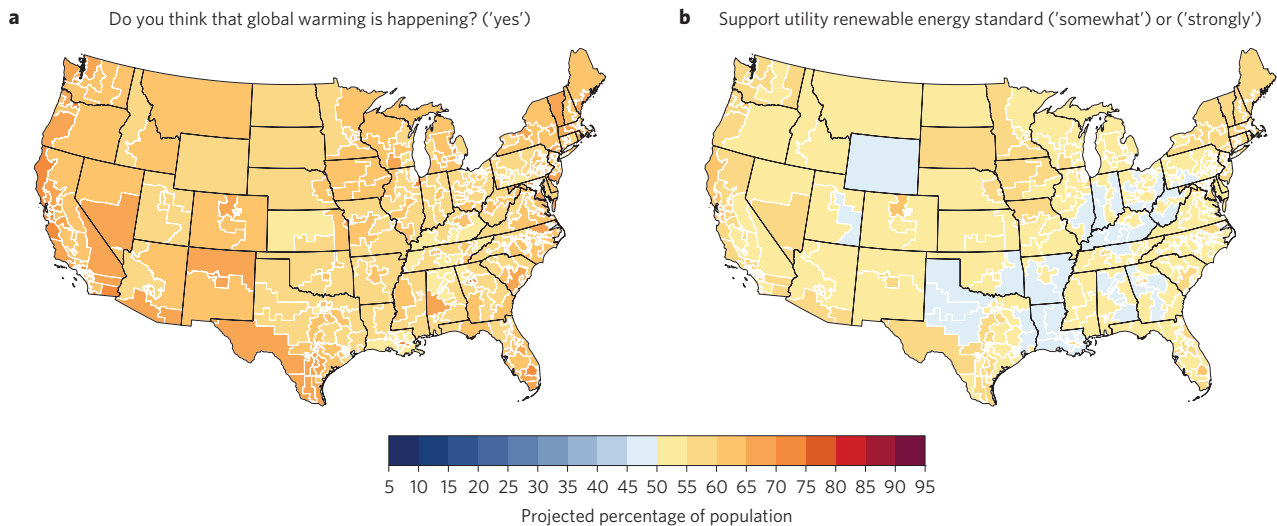 a Do you think that global warming is happening? ('yes')
b Support utility renewable energy standard ('somewhat') or ('strongly')
5 10 15 20 25 30 35 40 45 50 55 60 65 70 75 80 85 90 95
Projected percentage of population